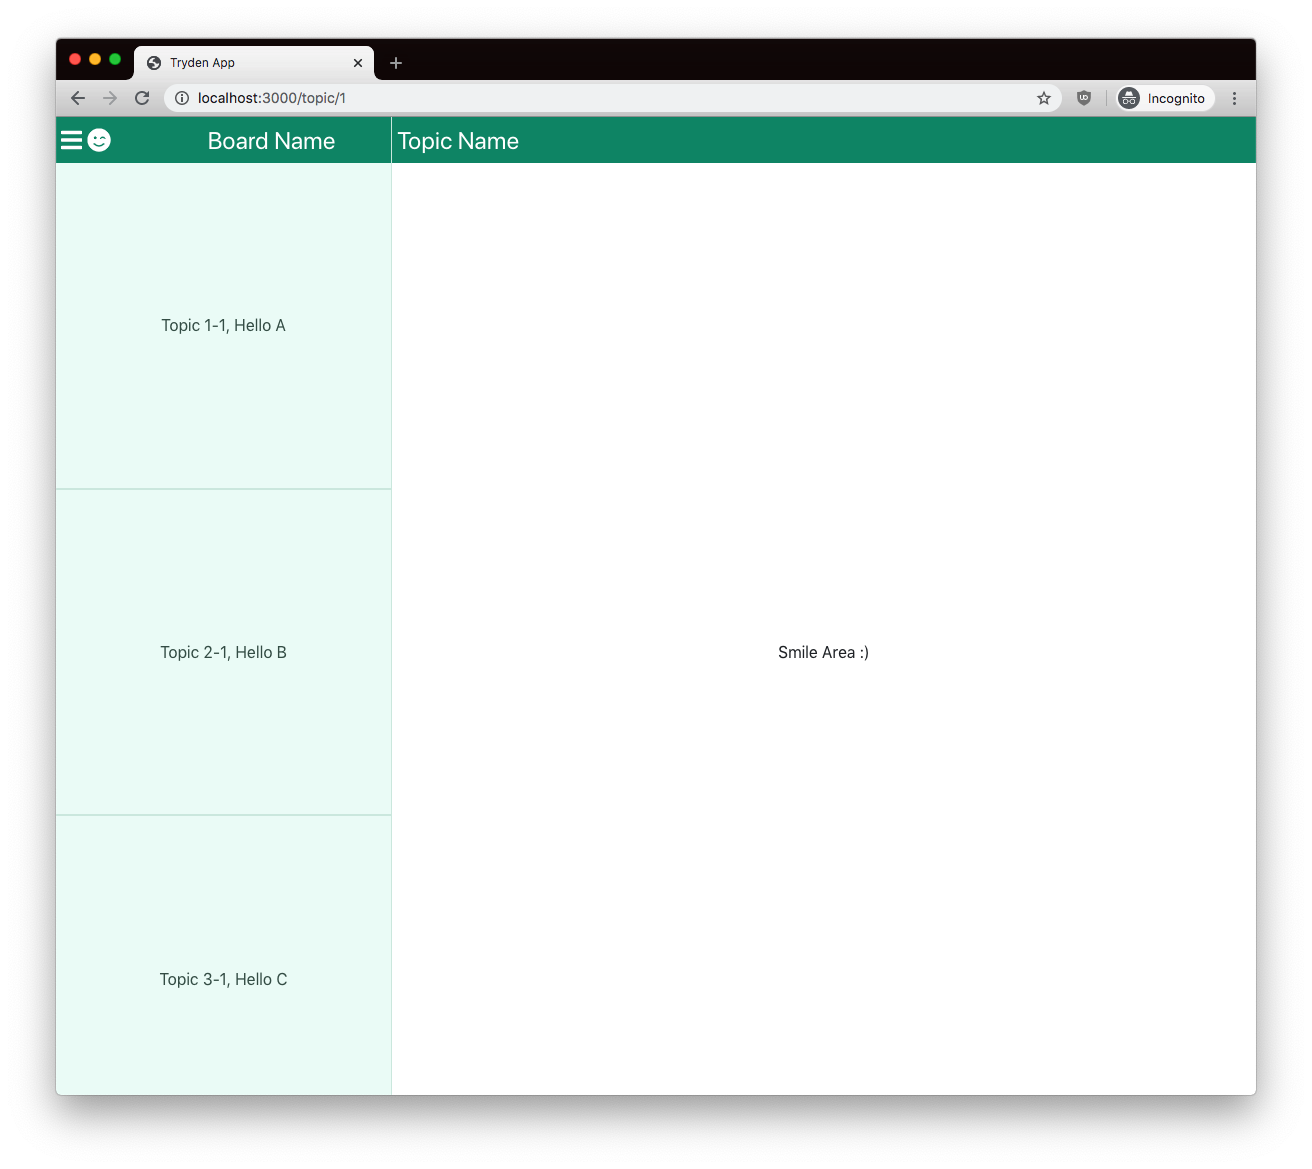 Tryden App
localhost:3000/topic/1
Incognito
Board Name
Topic Name
Topic 1-1, Hello A
Topic 2-1, Hello B
Smile Area :)
Topic 3-1, Hello C